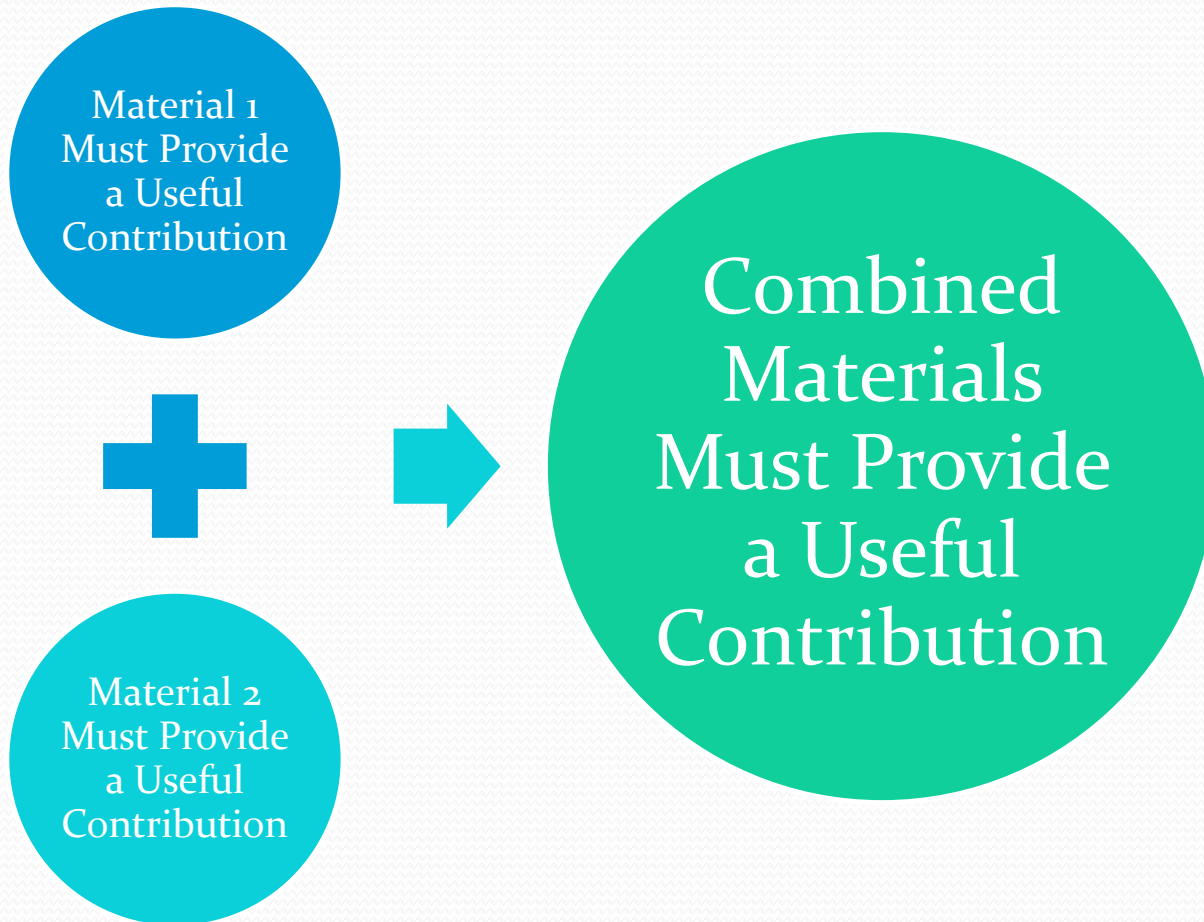 Material 1
Must Provide
a Useful
Contribution
Material 2
Must Provide
a Useful
Contribution
Combined
Materials
Must Provide
a Useful
Contribution